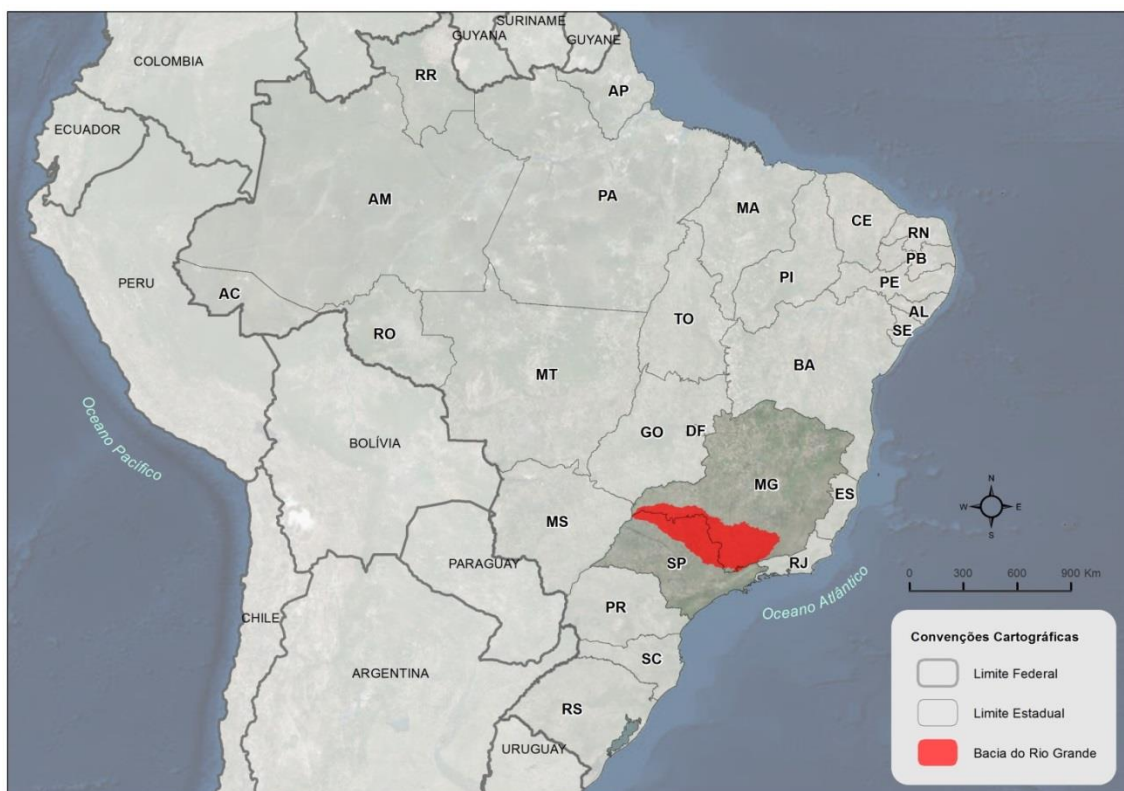 SURINAME
GUYANA
GUYANE
COLOMBIA
RR
AP
ECUADOR
AM
PA
MA
CE
RN
PB
PERU
PI
PE
AC
AL
TO
SE
RO
BA
MT
Oceano Pacífico
GO
DF
BOLÍVIA
MG
ES
MS
N
W
E
S
PARAGUAY
SP
RJ
0 300 600 900 Km
Oceano Atlântico
PR
CHILE
SC
ARGENTINA
RS
URUGUAY
Convenções Cartográficas
Limite Federal
Limite Estadual
Bacia do Rio Grande